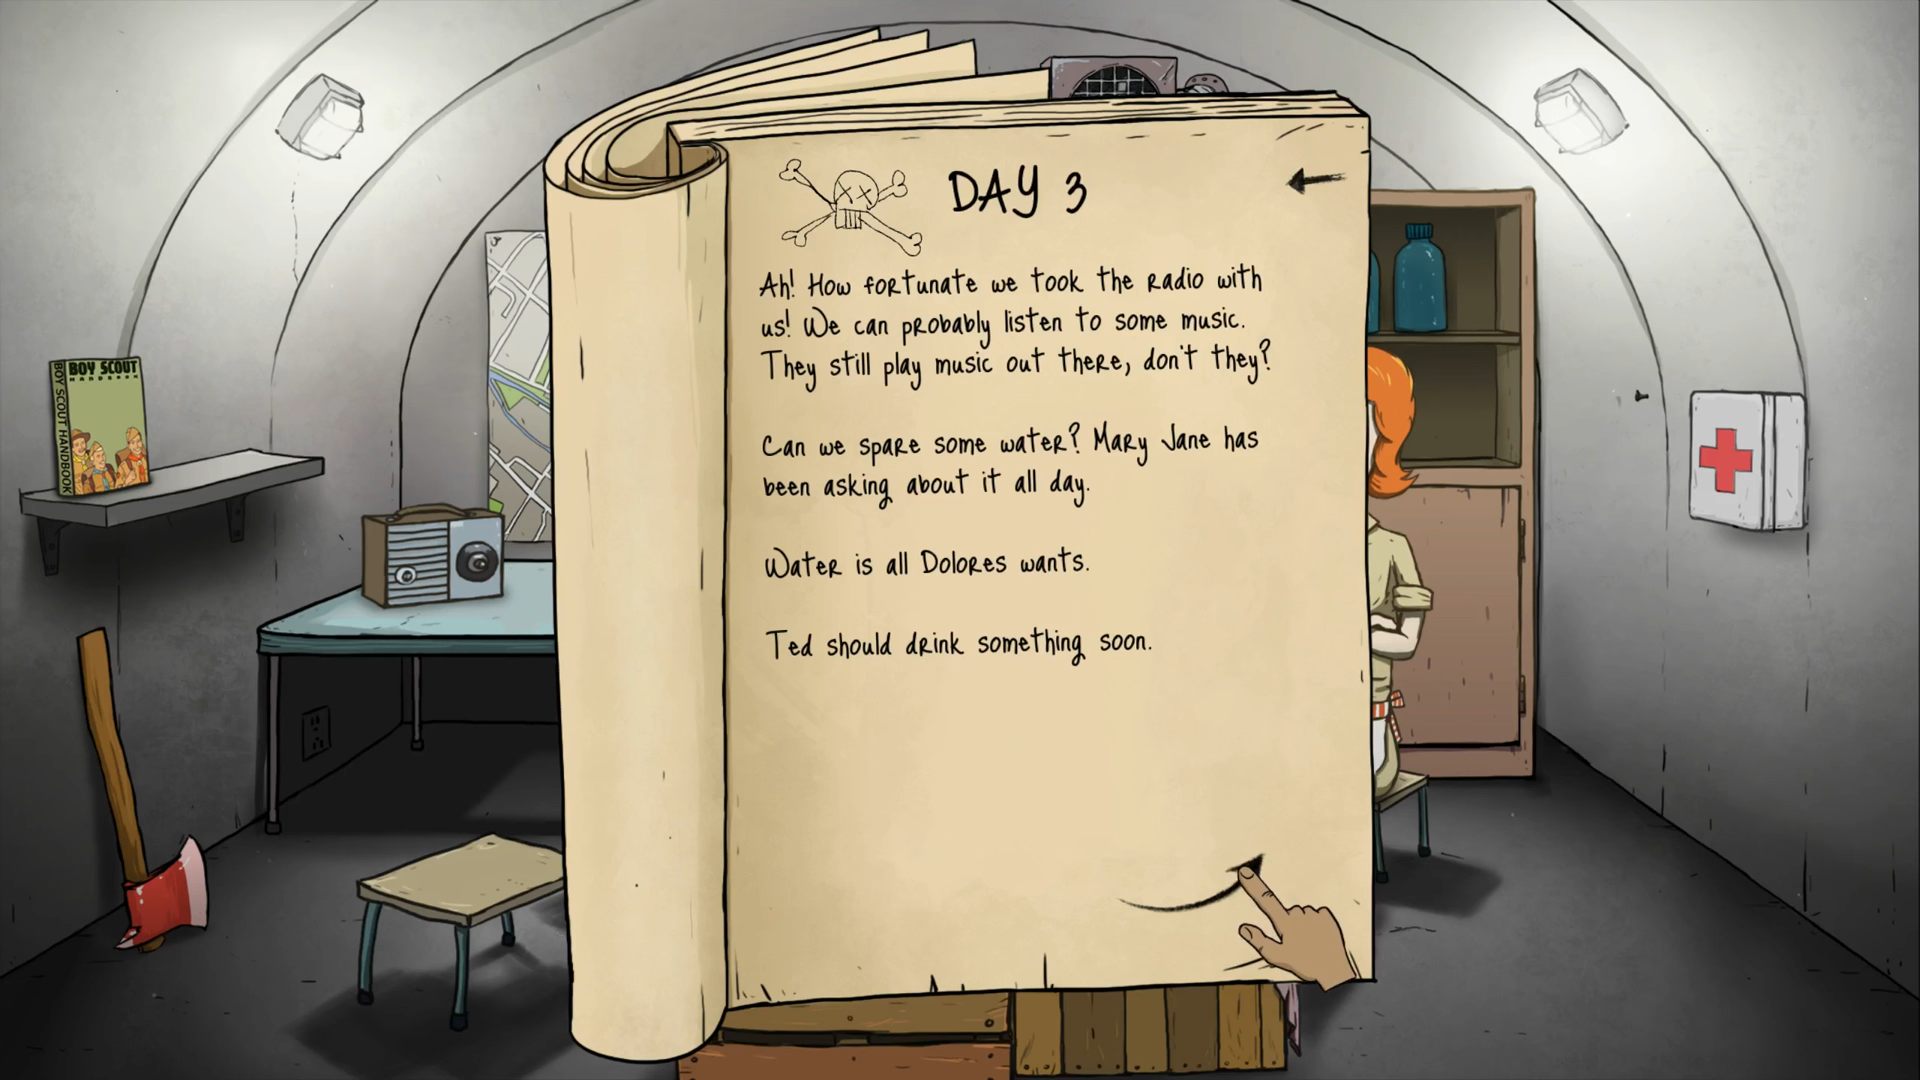 DAY 3
Ah! How fortunate we took the radio with
us! We can probably listen to some music.
They still play music out there, don't they?
Can we spare some water? Mary Jane has
been asking about it all day.
Water is all Dolores wants.
Ted should drink something soon.
BOY SCOUT
HANDBOOK
BOY SCOUT HANDBOOK